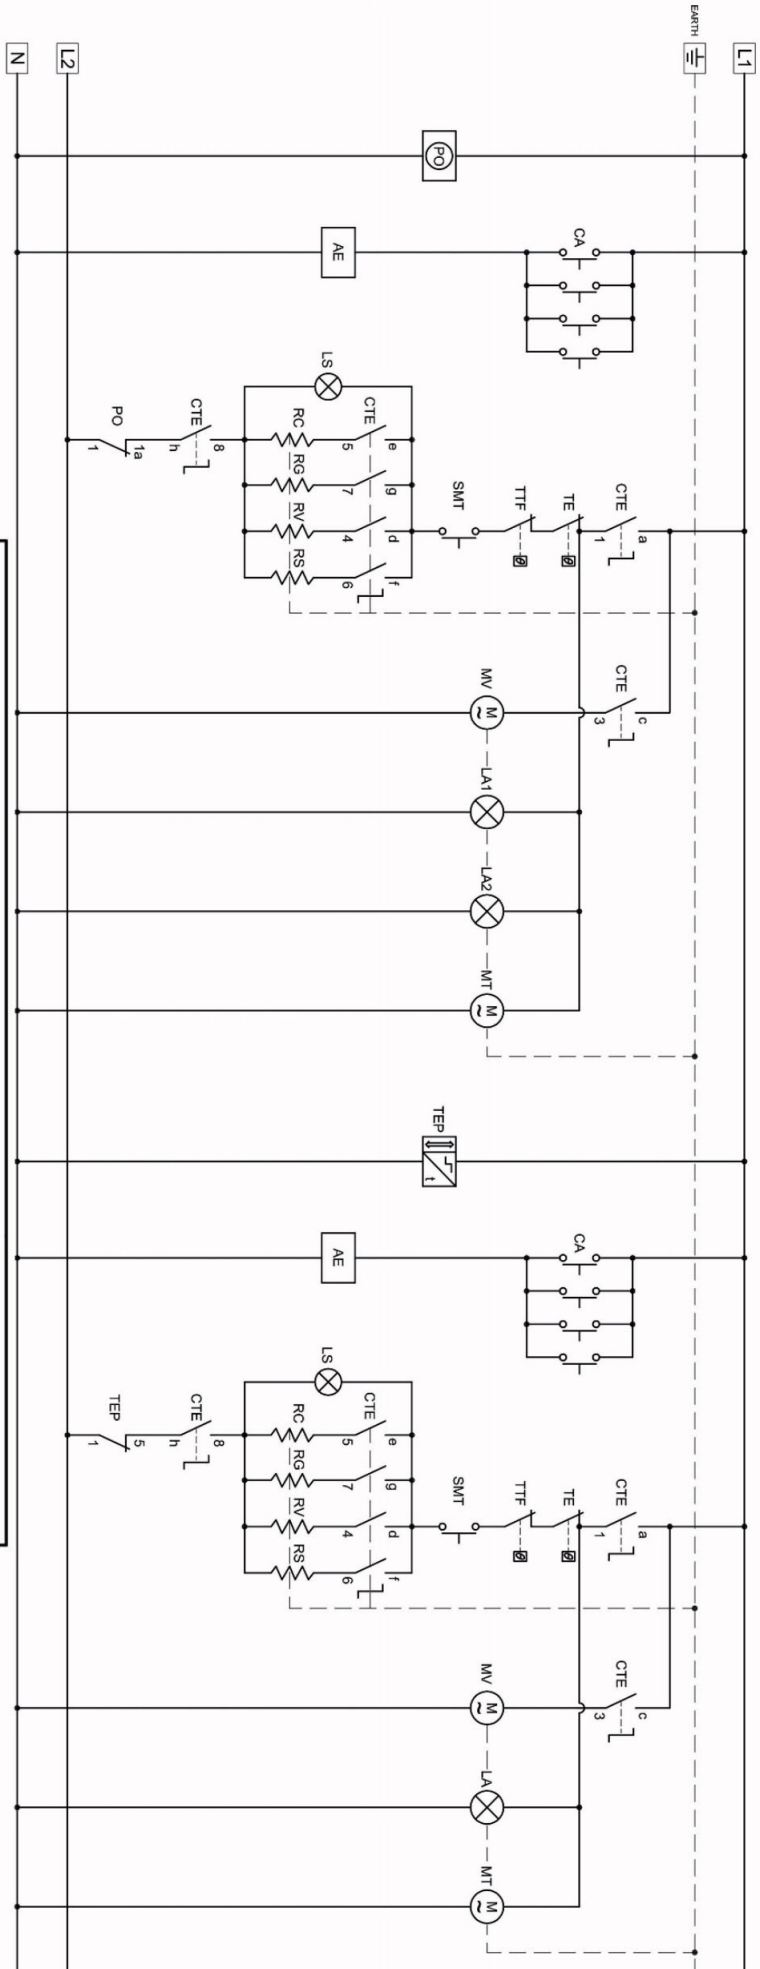 EARTH
L1
L2
N
PO
CA
AE
LS
CTE
RC
RG
RV
RS
5
e
7
g
4
d
6
f
CTE
8
h
PO
1a
1
SMT
TTF
TE
CTE
a
1
CTE
c
3
MV
M
~
LA1
LA2
MT
M
~
TEP
t
CA
AE
LS
CTE
RC
RG
RV
RS
5
e
7
g
4
d
6
f
CTE
8
h
TEP
5
1
SMT
TTF
TE
CTE
a
1
CTE
c
3
MV
M
~
LA
MT
M
~